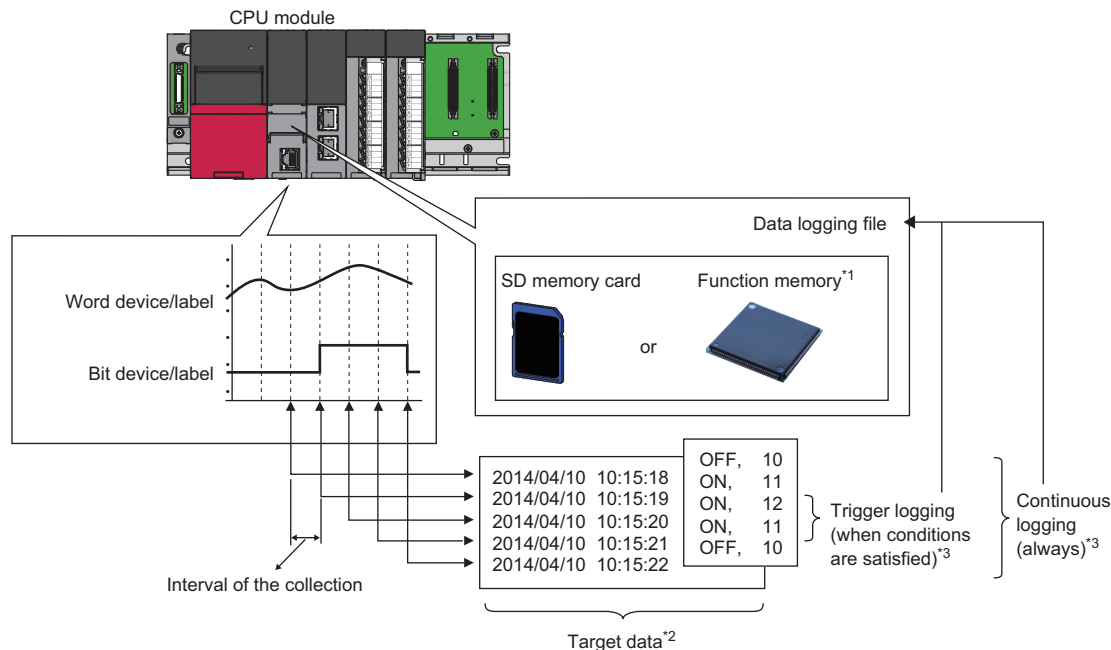 CPU module
Data logging file
SD memory card
Function memory*1
or
Word device/label
Bit device/label
2014/04/10 10:15:18
2014/04/10 10:15:19
2014/04/10 10:15:20
2014/04/10 10:15:21
2014/04/10 10:15:22
OFF, 10
ON, 11
ON, 12
ON, 11
OFF, 10
Trigger logging
(when conditions
are satisfied)*3
Continuous
logging
(always)*3
Interval of the collection
Target data*2